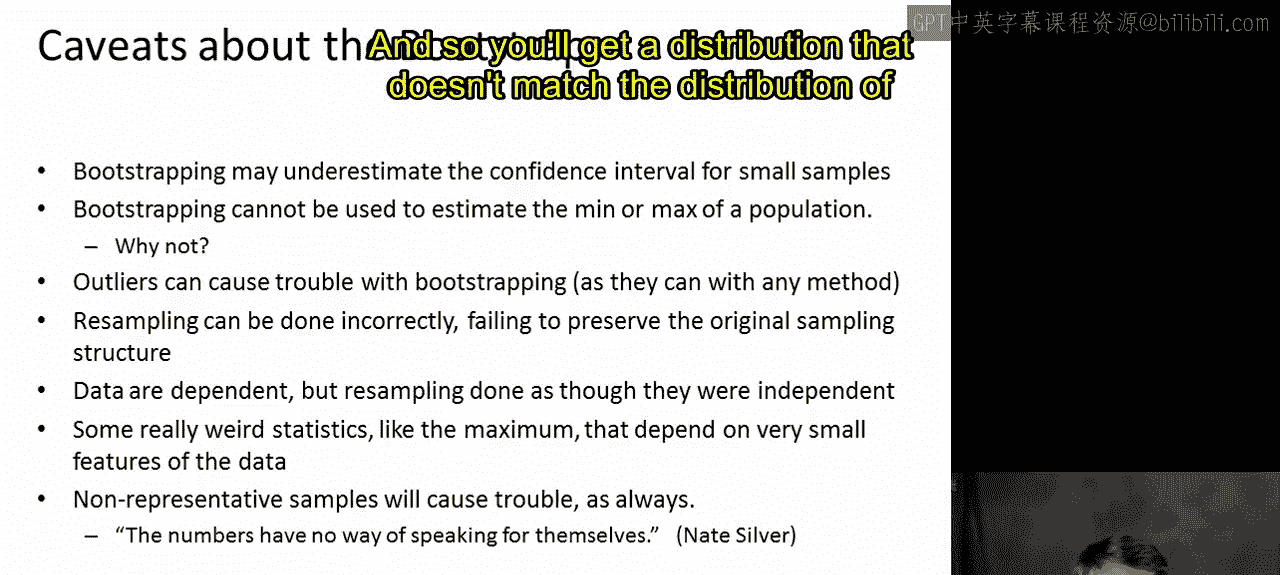 GPT中英字幕课程资源@bilibili.com
Caveats about th
And so you'll get a distribution that
doesn't match the distribution of
• Bootstrapping may underestimate the confidence interval for small samples
• Bootstrapping cannot be used to estimate the min or max of a population.
– Why not?
• Outliers can cause trouble with bootstrapping (as they can with any method)
• Resampling can be done incorrectly, failing to preserve the original sampling
structure
• Data are dependent, but resampling done as though they were independent
• Some really weird statistics, like the maximum, that depend on very small
features of the data
• Non-representative samples will cause trouble, as always.
– “The numbers have no way of speaking for themselves.” (Nate Silver)